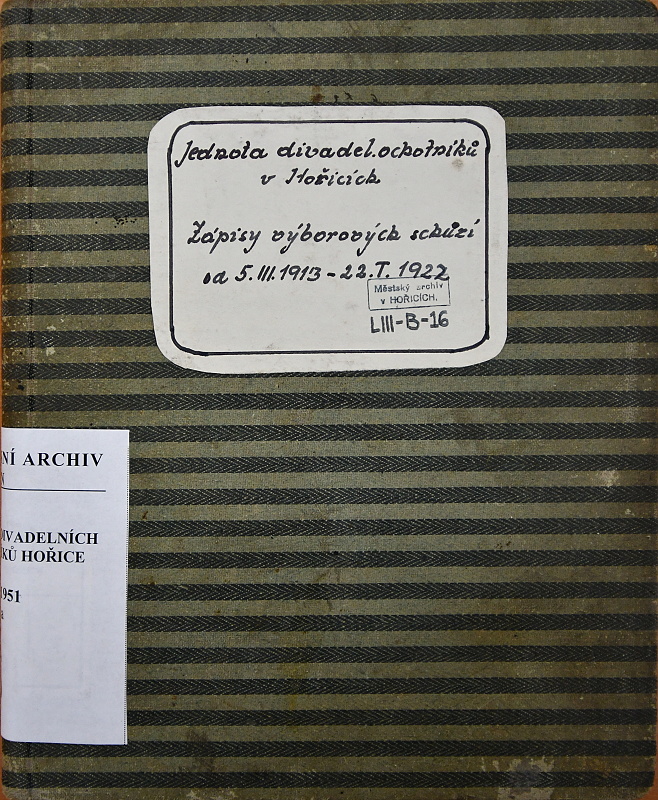 Jednota divadel. ochotníků
v Hořicích
Zápisy výborových schůzí
od 5. III. 1913 - 22. I. 1922
Městský archiv
v HOŘICÍCH.
LIII-B-16
NÍ ARCHIV
DIVADELNÍCH
KŮ HOŘICE
1951